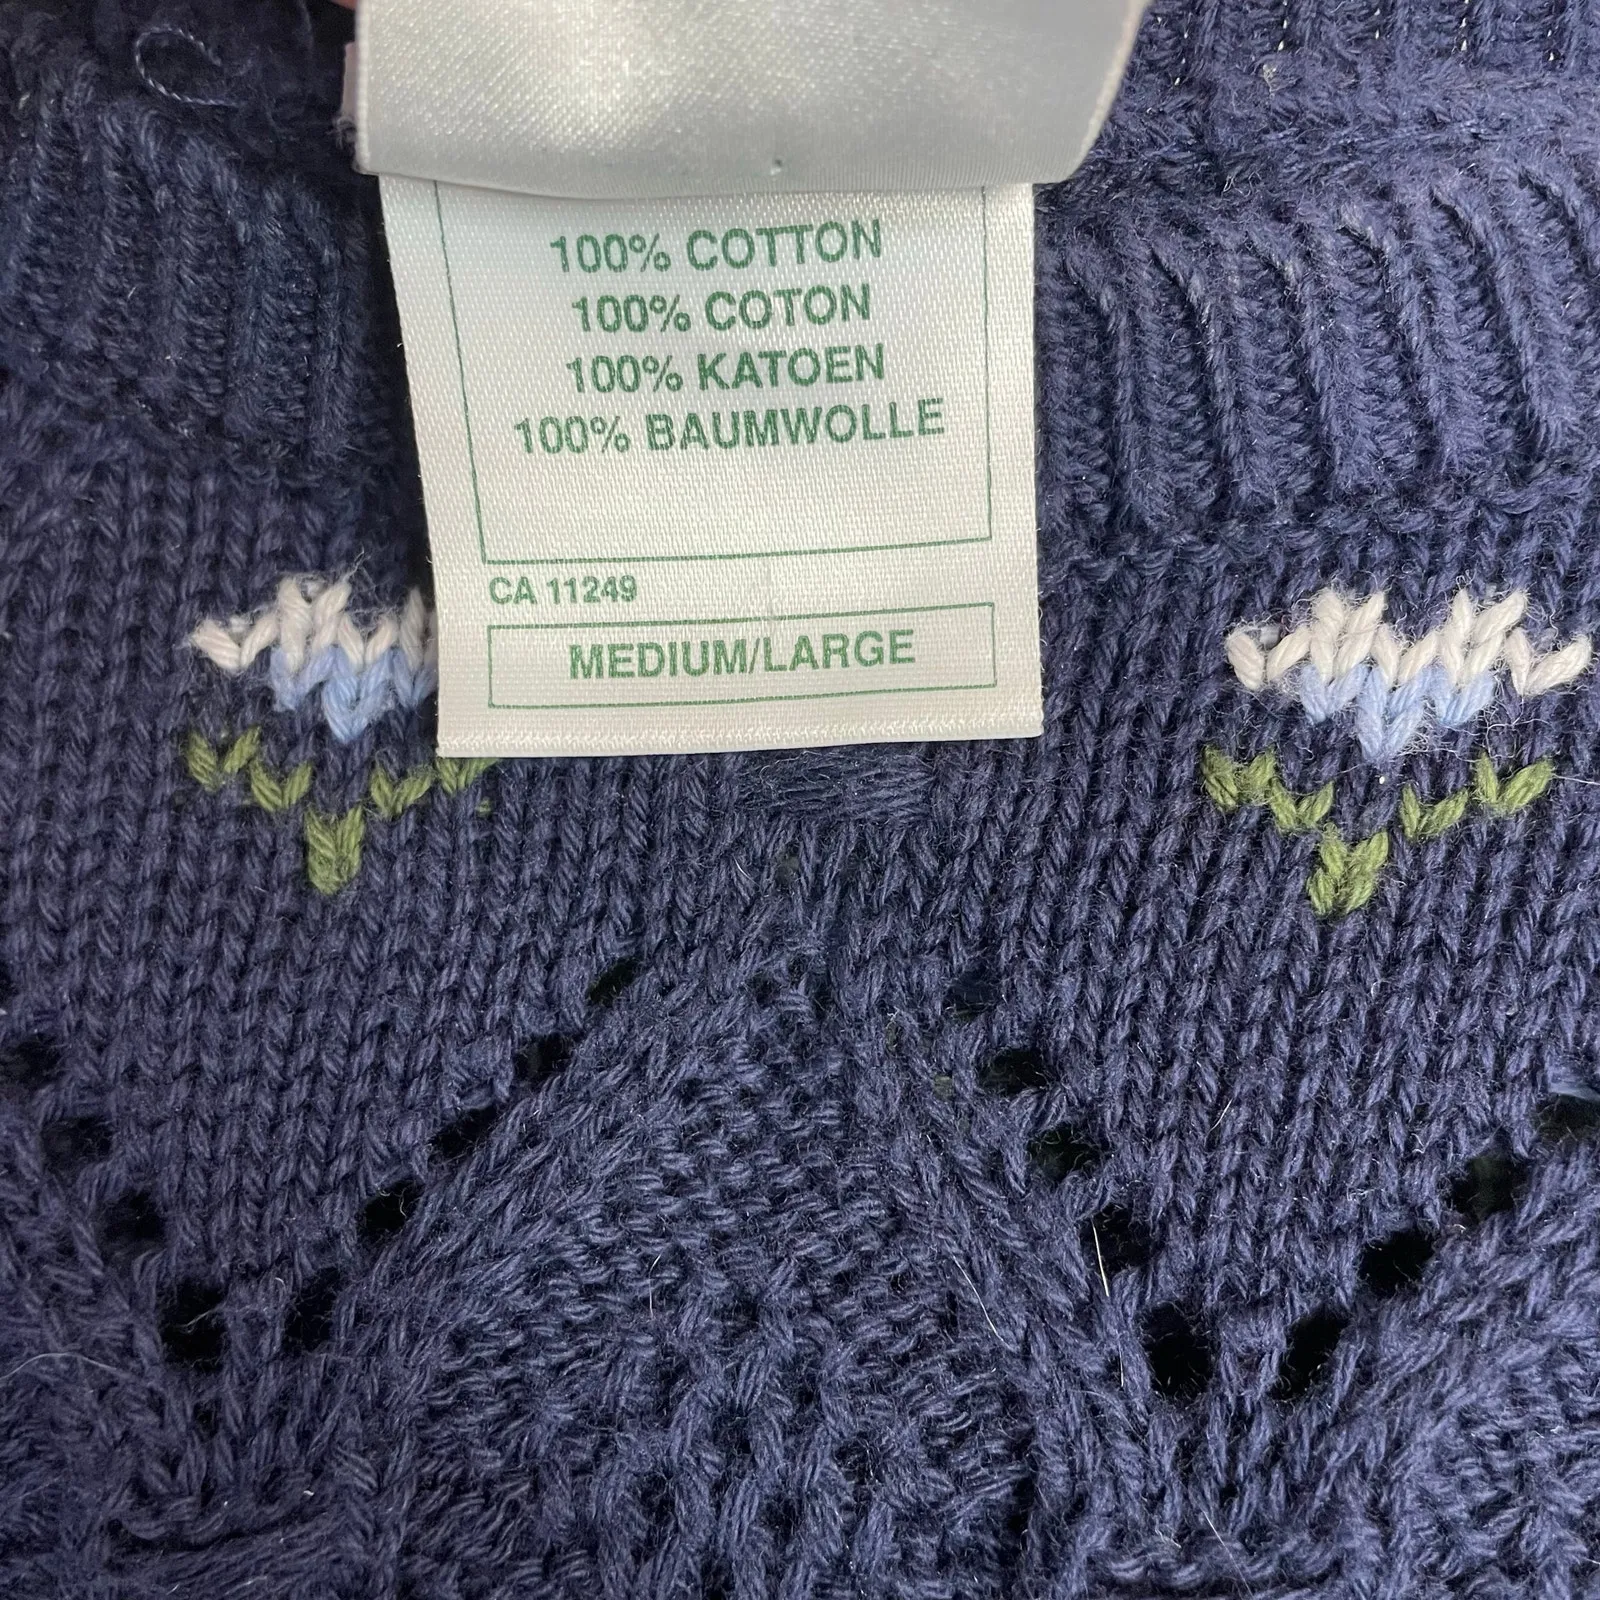 100% COTTON
100% COTON
100% KATOEN
100% BAUMWOLLE
CA 11249
MEDIUM/LARGE